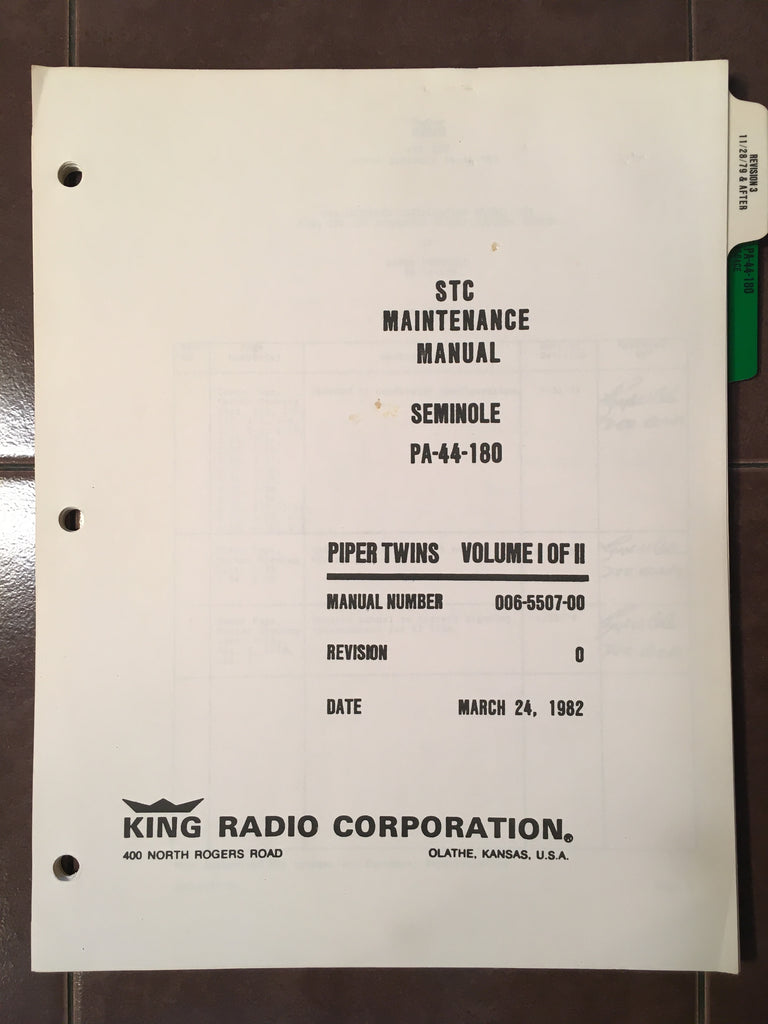 REVISION 3
11/28/79 & AFTER
PA-44-180
STC
MAINTENANCE
MANUAL
SEMINOLE
PA-44-180
PIPER TWINS VOLUME I OF II
MANUAL NUMBER 006-5507-00
REVISION 0
DATE MARCH 24, 1982
KING RADIO CORPORATION®
400 NORTH ROGERS ROAD OLATHE, KANSAS, U.S.A.